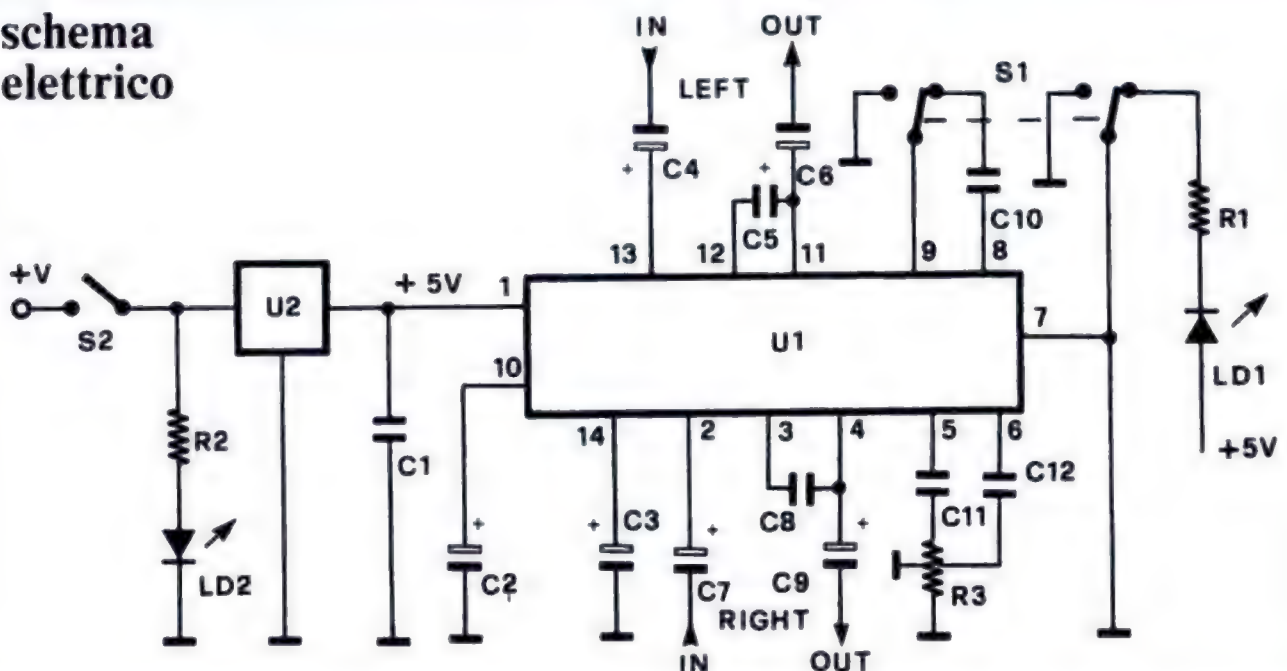 schema
elettrico
IN
OUT
LEFT
S1
+
C4
+
C6
C5
C10
R1
13
12
11
9
8
+V
S2
U2
+ 5V
1
U1
7
LD1
10
+5V
R2
C1
14
2
3
4
5
6
C12
+
C2
+
C3
+
C7
C8
+
C9
C11
R3
LD2
RIGHT
IN
OUT